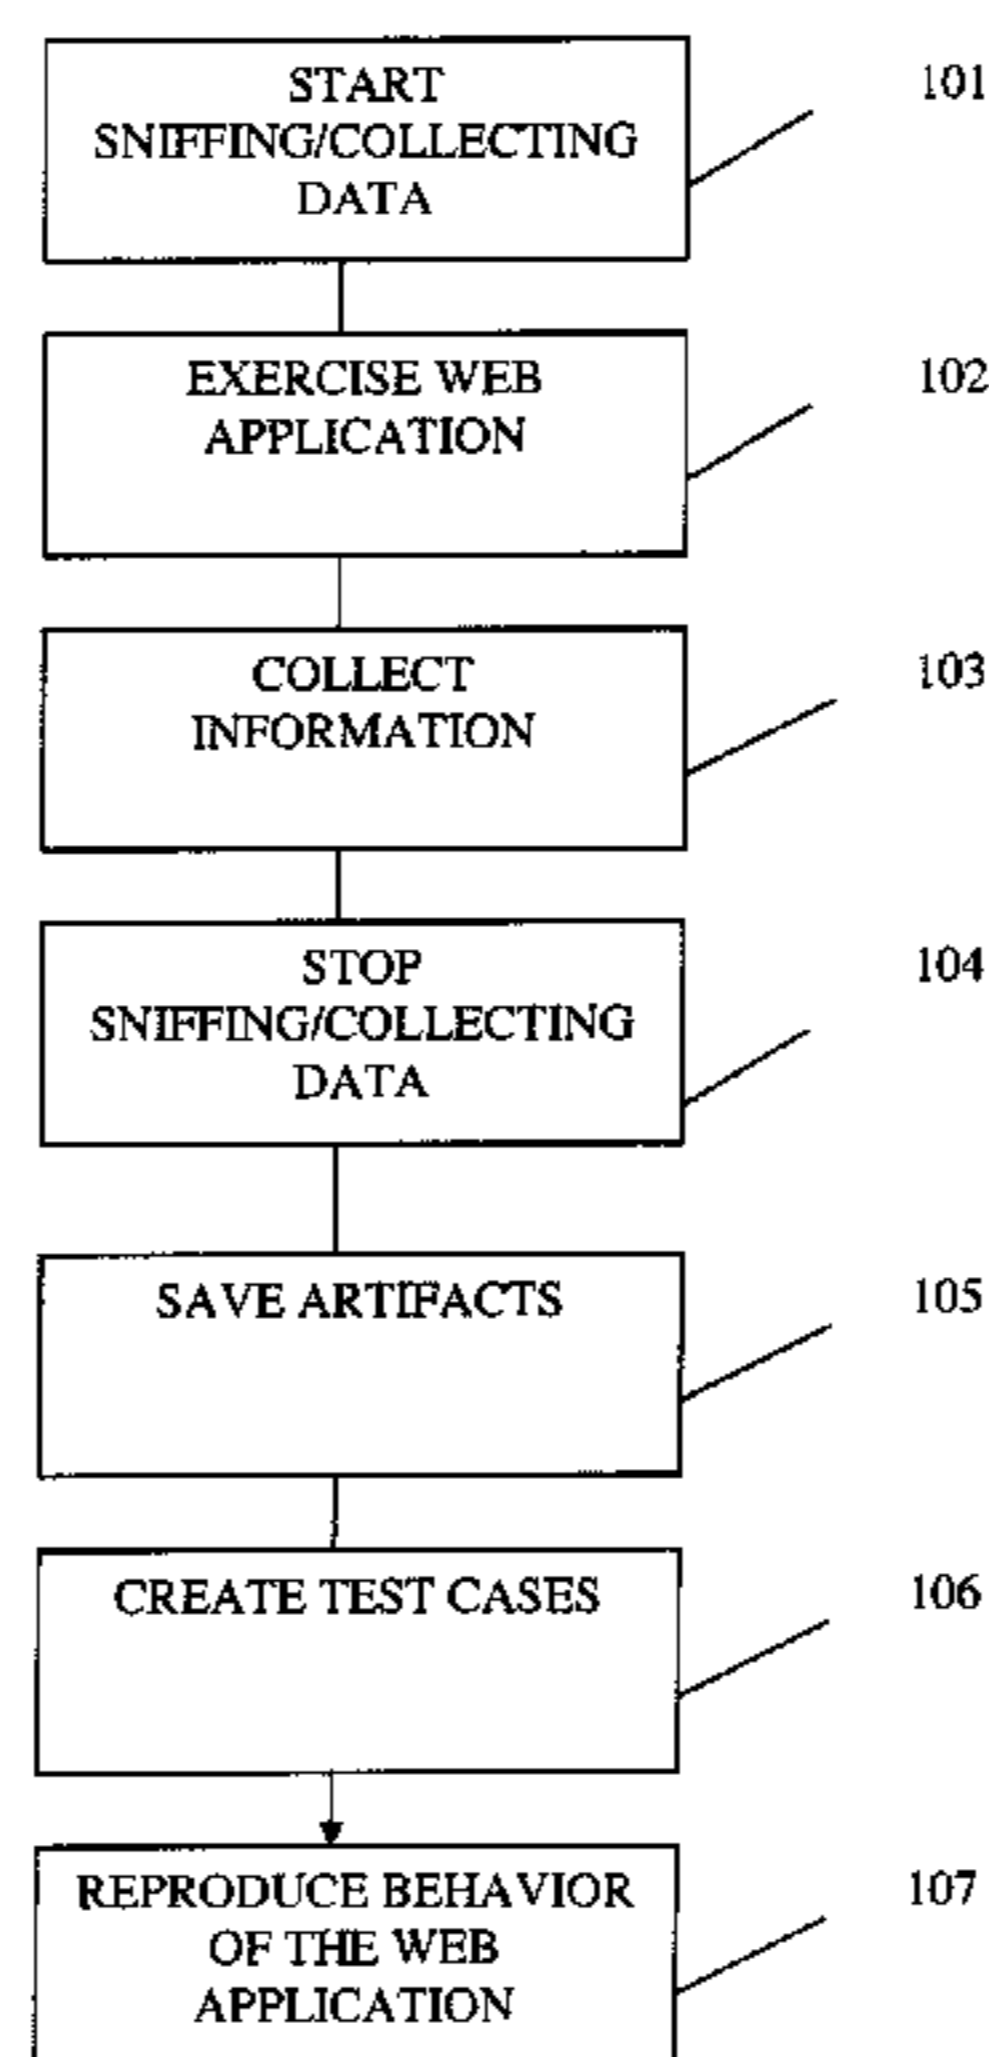 START
SNIFFING/COLLECTING
DATA
101
EXERCISE WEB
APPLICATION
102
COLLECT
INFORMATION
103
STOP
SNIFFING/COLLECTING
DATA
104
SAVE ARTIFACTS
105
CREATE TEST CASES
106
REPRODUCE BEHAVIOR
OF THE WEB
APPLICATION
107